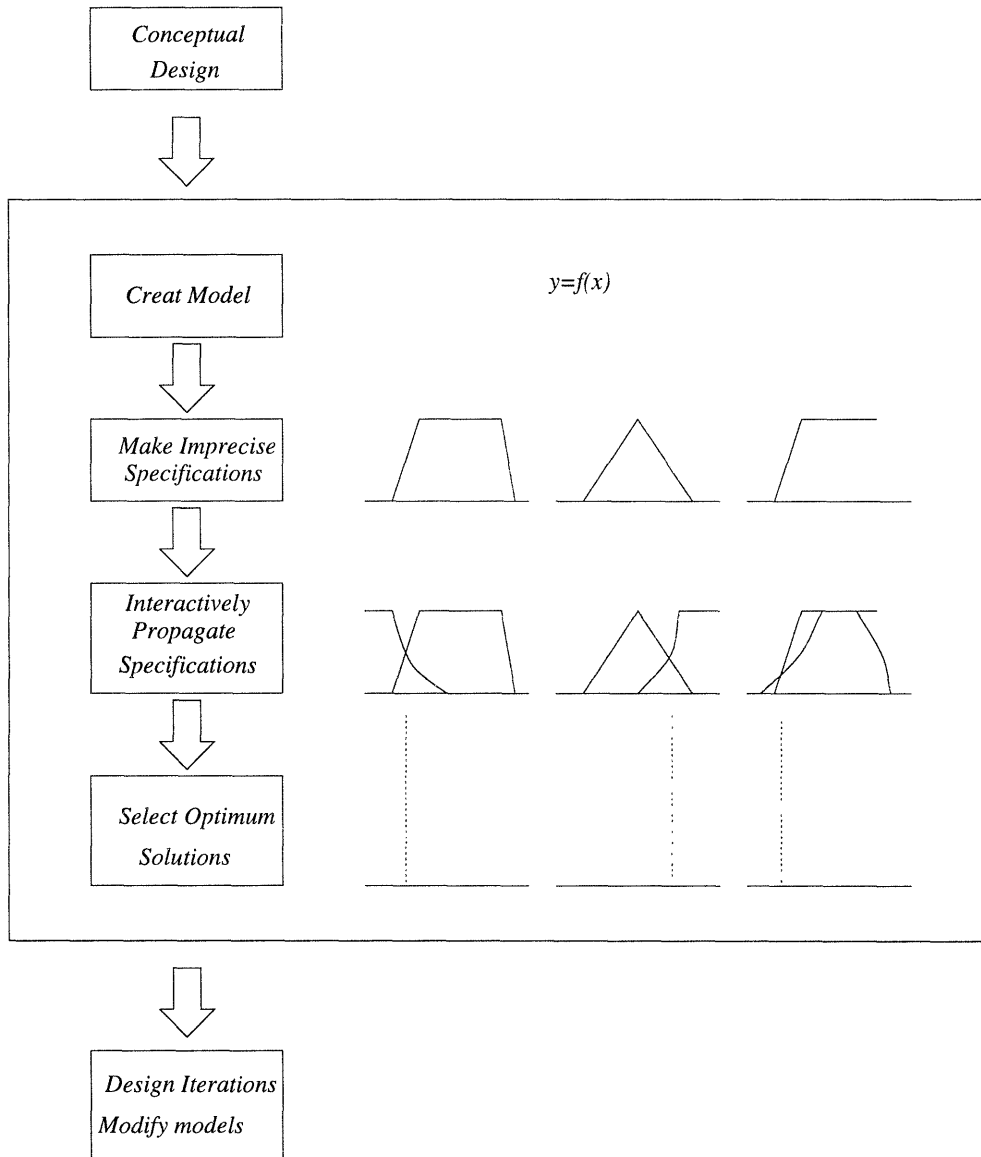 Conceptual
Design
Creat Model
y=f(x)
Make Imprecise
Specifications
Interactively
Propagate
Specifications
Select Optimum
Solutions
Design Iterations
Modify models